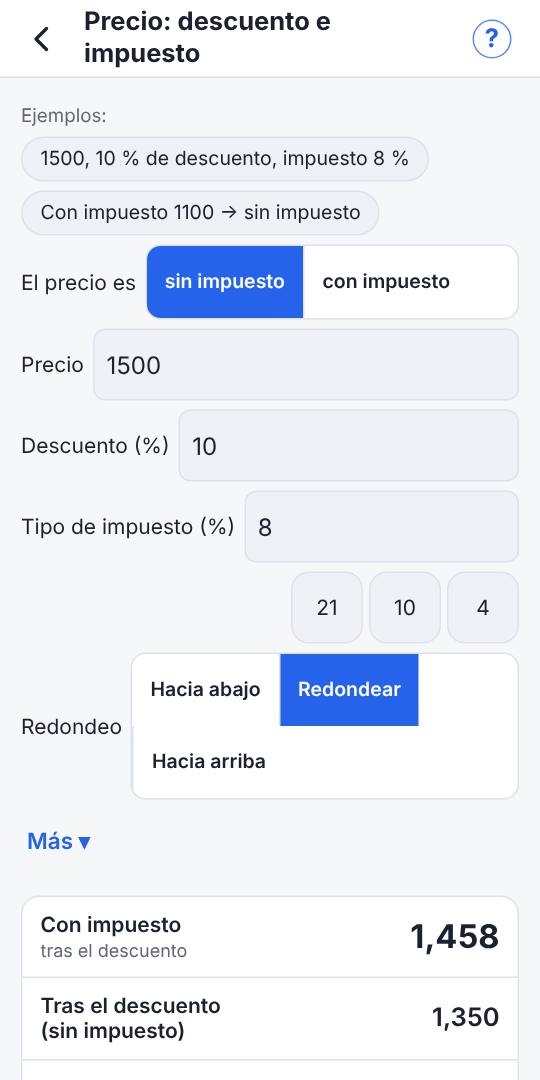 Precio: descuento e
impuesto
?
Ejemplos:
1500, 10 % de descuento, impuesto 8 %
Con impuesto 1100 → sin impuesto
El precio es
sin impuesto
con impuesto
Precio
1500
Descuento (%)
10
Tipo de impuesto (%)
8
21
10
4
Redondeo
Hacia abajo
Redondear
Hacia arriba
Más ▼
Con impuesto
tras el descuento
1,458
Tras el descuento
(sin impuesto)
1,350